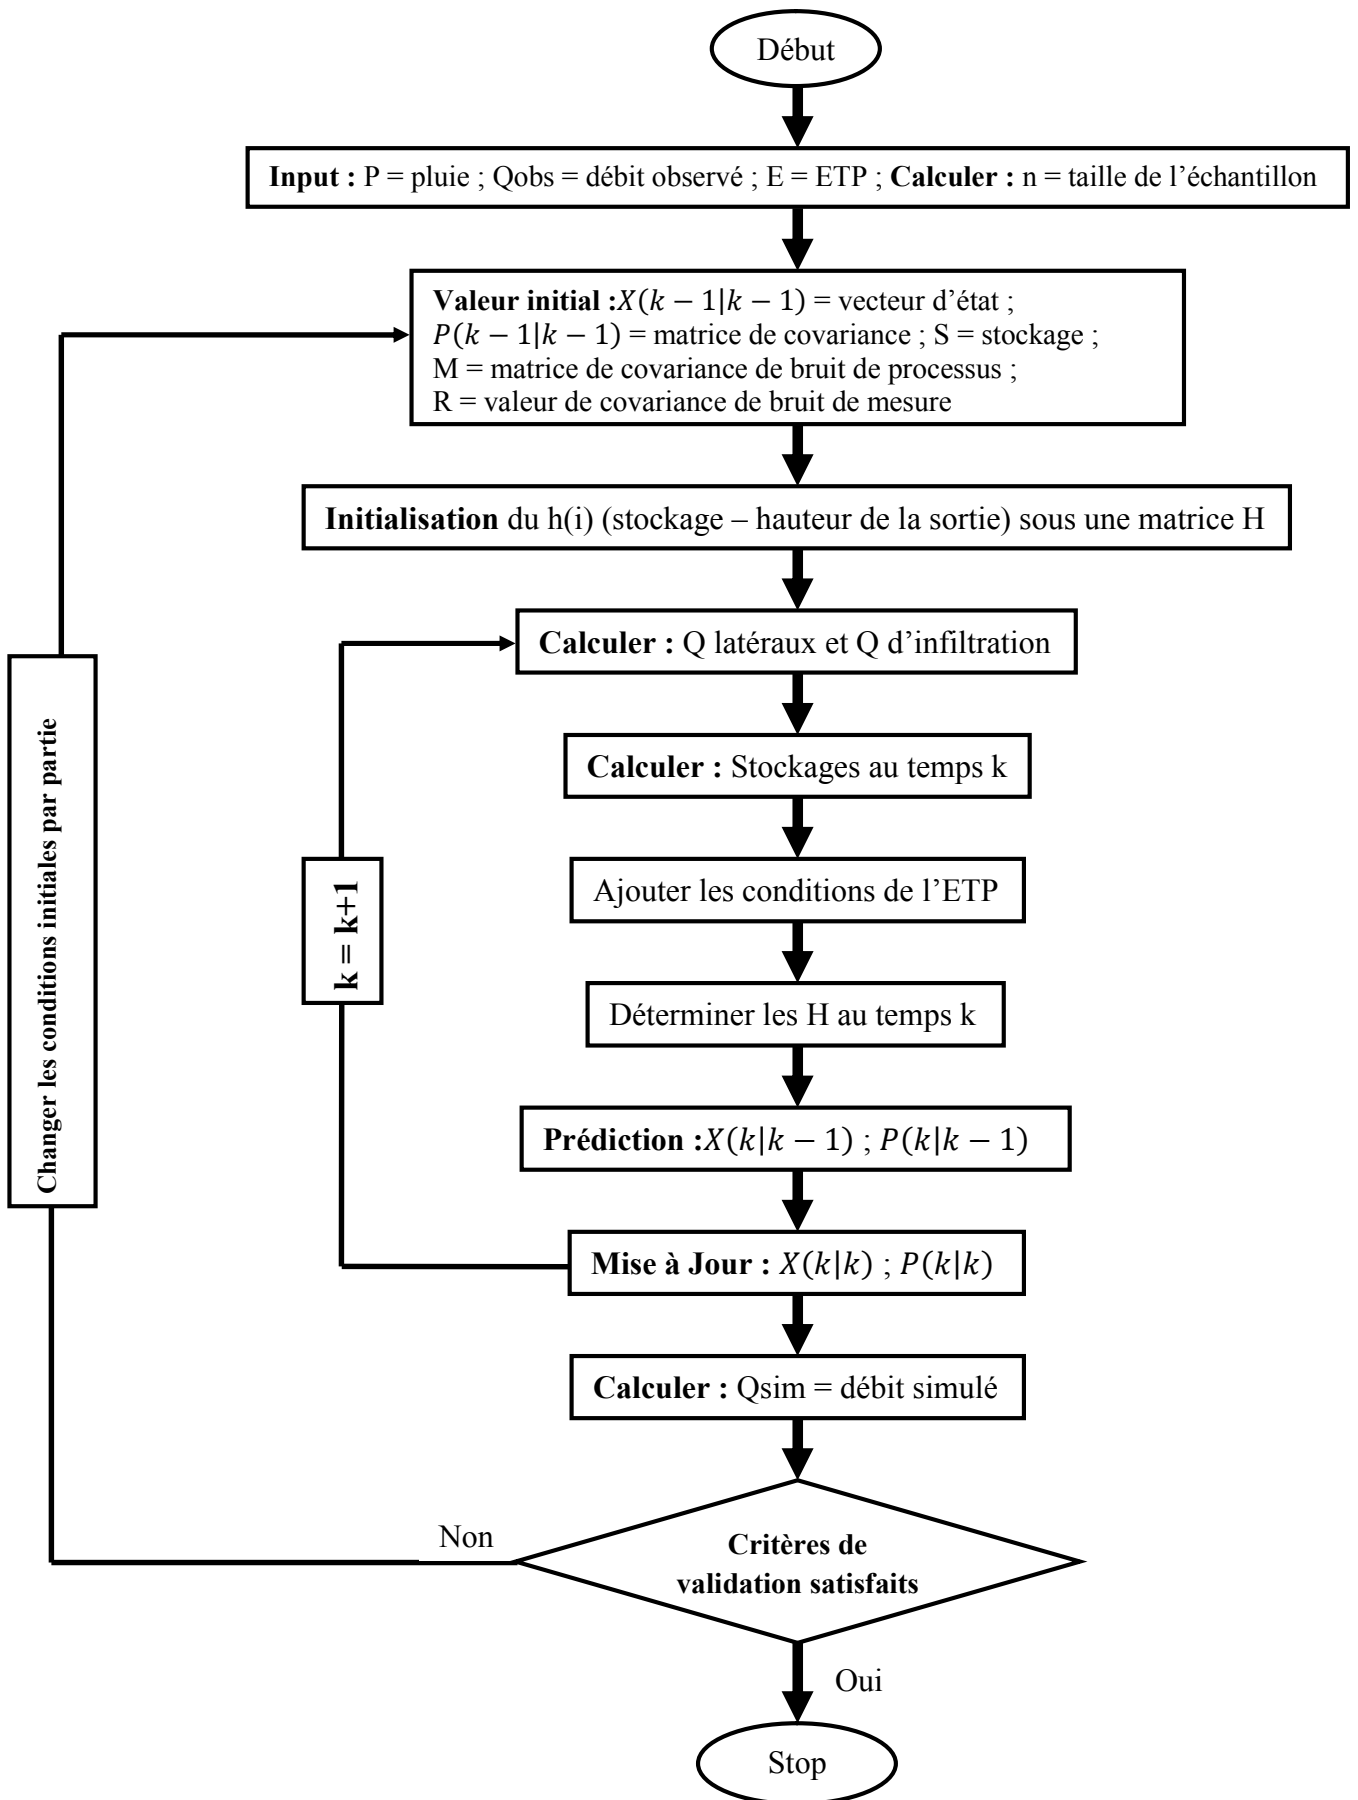 Début
Input : P = pluie ; Qobs = débit observé ; E = ETP ; Calculer : n = taille de l’échantillon
Valeur initial :X(k − 1|k − 1) = vecteur d’état ;
P(k − 1|k − 1) = matrice de covariance ; S = stockage ;
M = matrice de covariance de bruit de processus ;
R = valeur de covariance de bruit de mesure
Initialisation du h(i) (stockage – hauteur de la sortie) sous une matrice H
Calculer : Q latéraux et Q d’infiltration
Calculer : Stockages au temps k
Ajouter les conditions de l’ETP
k = k+1
Changer les conditions initiales par partie
Déterminer les H au temps k
Prédiction :X(k|k − 1) ; P(k|k − 1)
Mise à Jour : X(k|k) ; P(k|k)
Calculer : Qsim = débit simulé
Non
Critères de
validation satisfaits
Oui
Stop